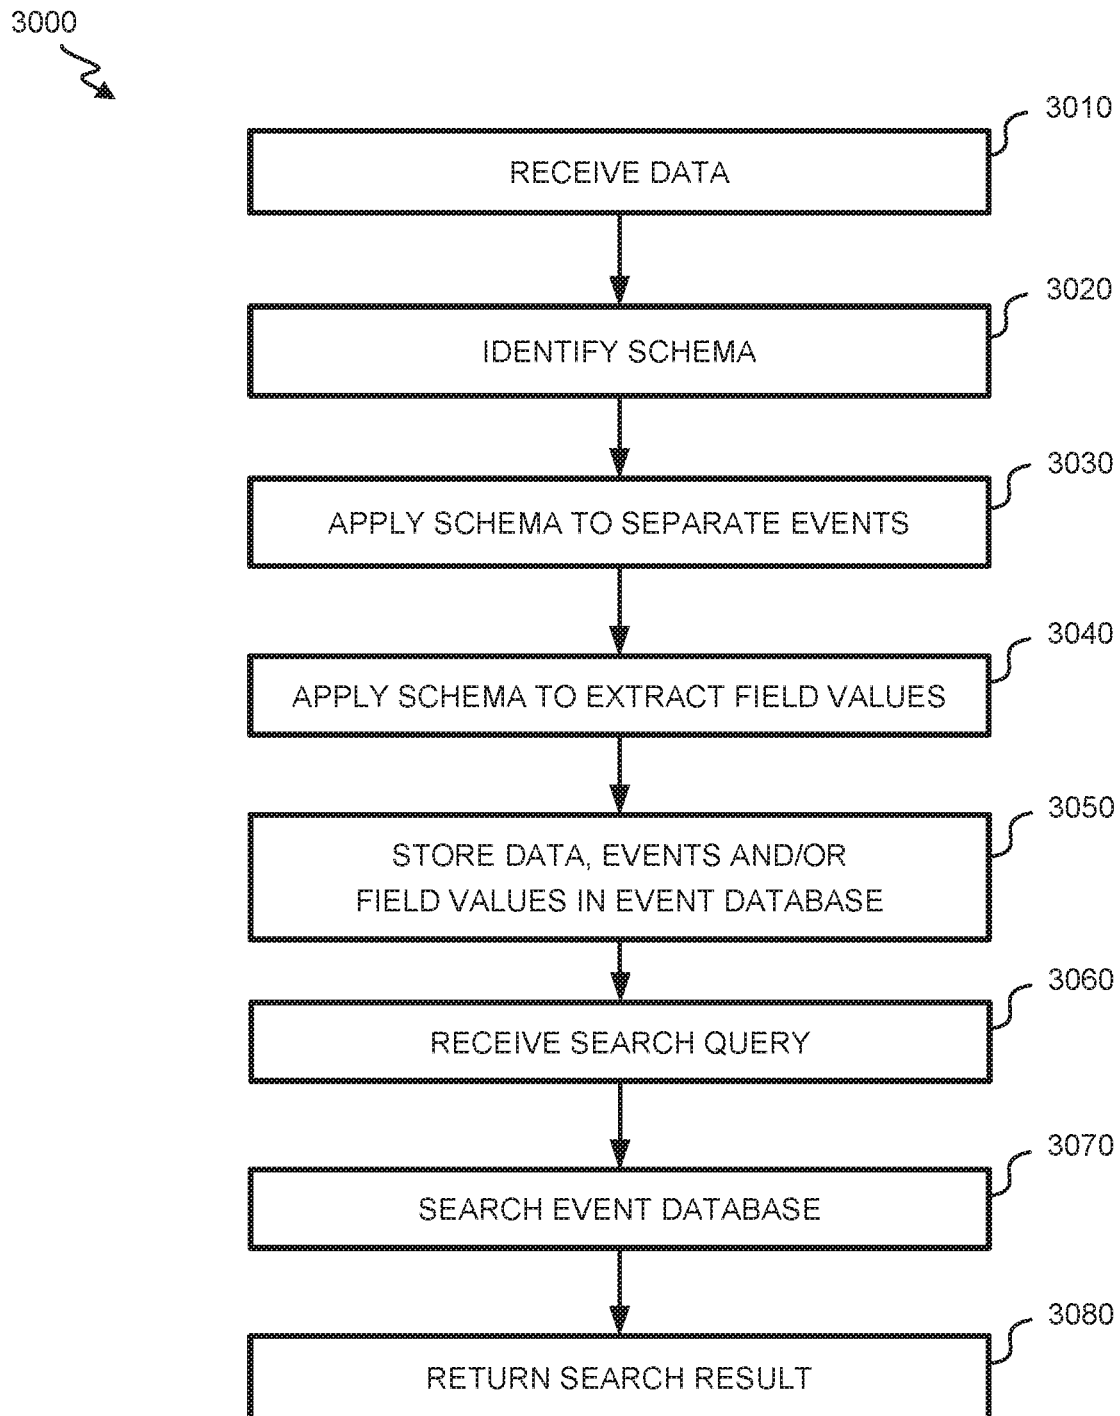 3000
3010
RECEIVE DATA
3020
IDENTIFY SCHEMA
3030
APPLY SCHEMA TO SEPARATE EVENTS
3040
APPLY SCHEMA TO EXTRACT FIELD VALUES
3050
STORE DATA, EVENTS AND/OR
FIELD VALUES IN EVENT DATABASE
3060
RECEIVE SEARCH QUERY
3070
SEARCH EVENT DATABASE
3080
RETURN SEARCH RESULT